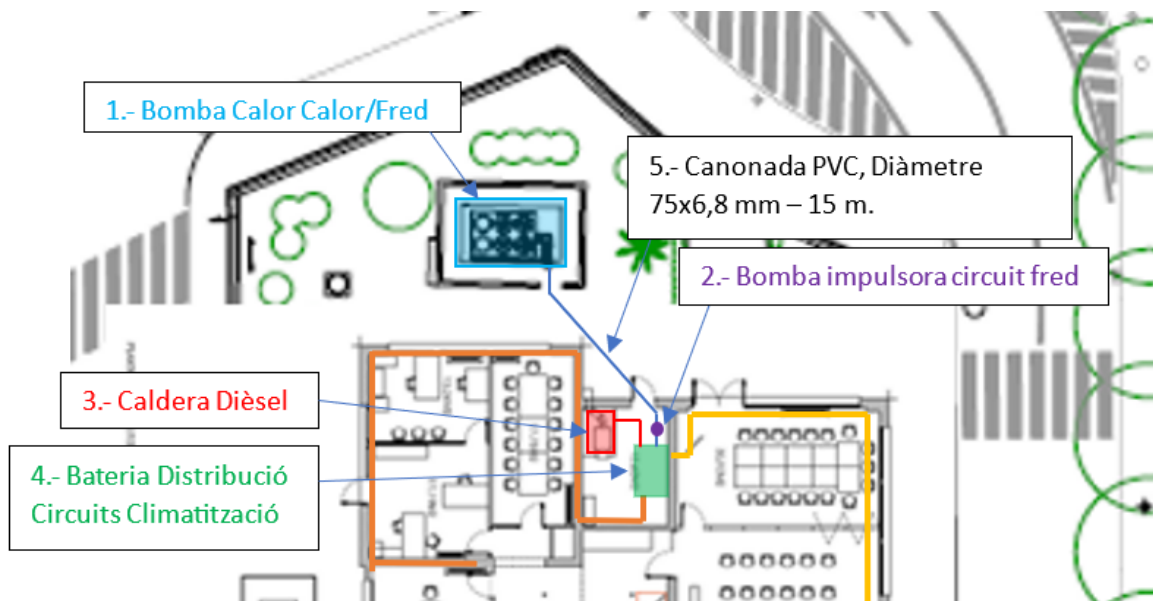 1.- Bomba Calor Calor/Fred
5.- Canonada PVC, Diàmetre
75x6,8 mm – 15 m.
2.- Bomba impulsora circuit fred
3.- Caldera Dièsel
4.- Bateria Distribució
Circuits Climatització